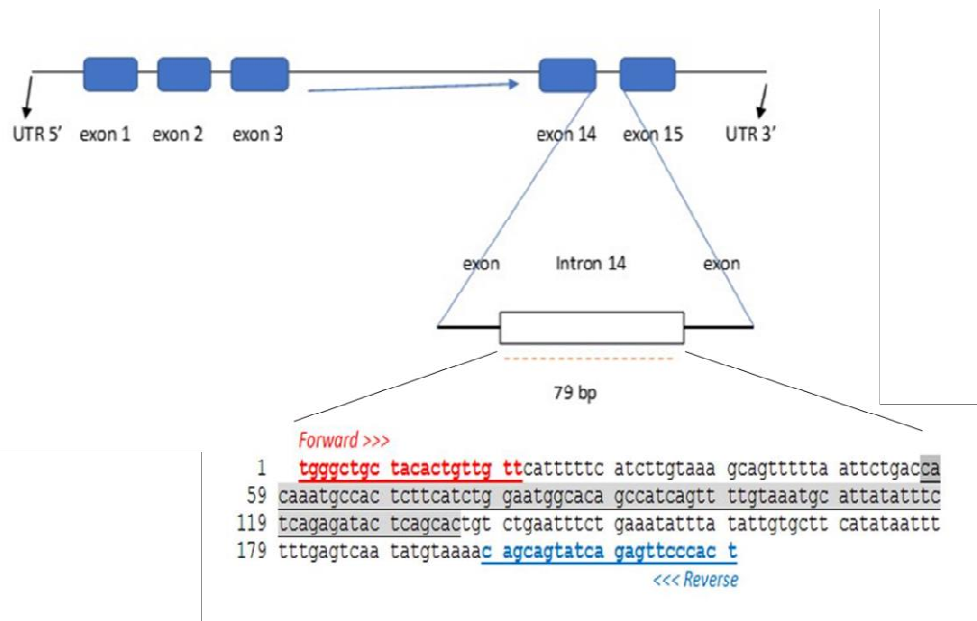 UTR 5' exon 1 exon 2 exon 3 exon 14 exon 15 UTR 3'
exon Intron 14 exon
79 bp
Forward >>>
1 tgggctgc tacactgttg ttcatttttc atcttgtaaa gcagttttta attctgacca
59 caaatgccac tcttcatctg gaatggcaca gccatcagtt ttgtaaatgc attatatttc
119 tcagagatac tcagcactgt ctgaatttct gaaatattta tattgtgctt catataattt
179 tttgagtcaa tatgtaaaac agcagtatca gagttcccac t
<<< Reverse